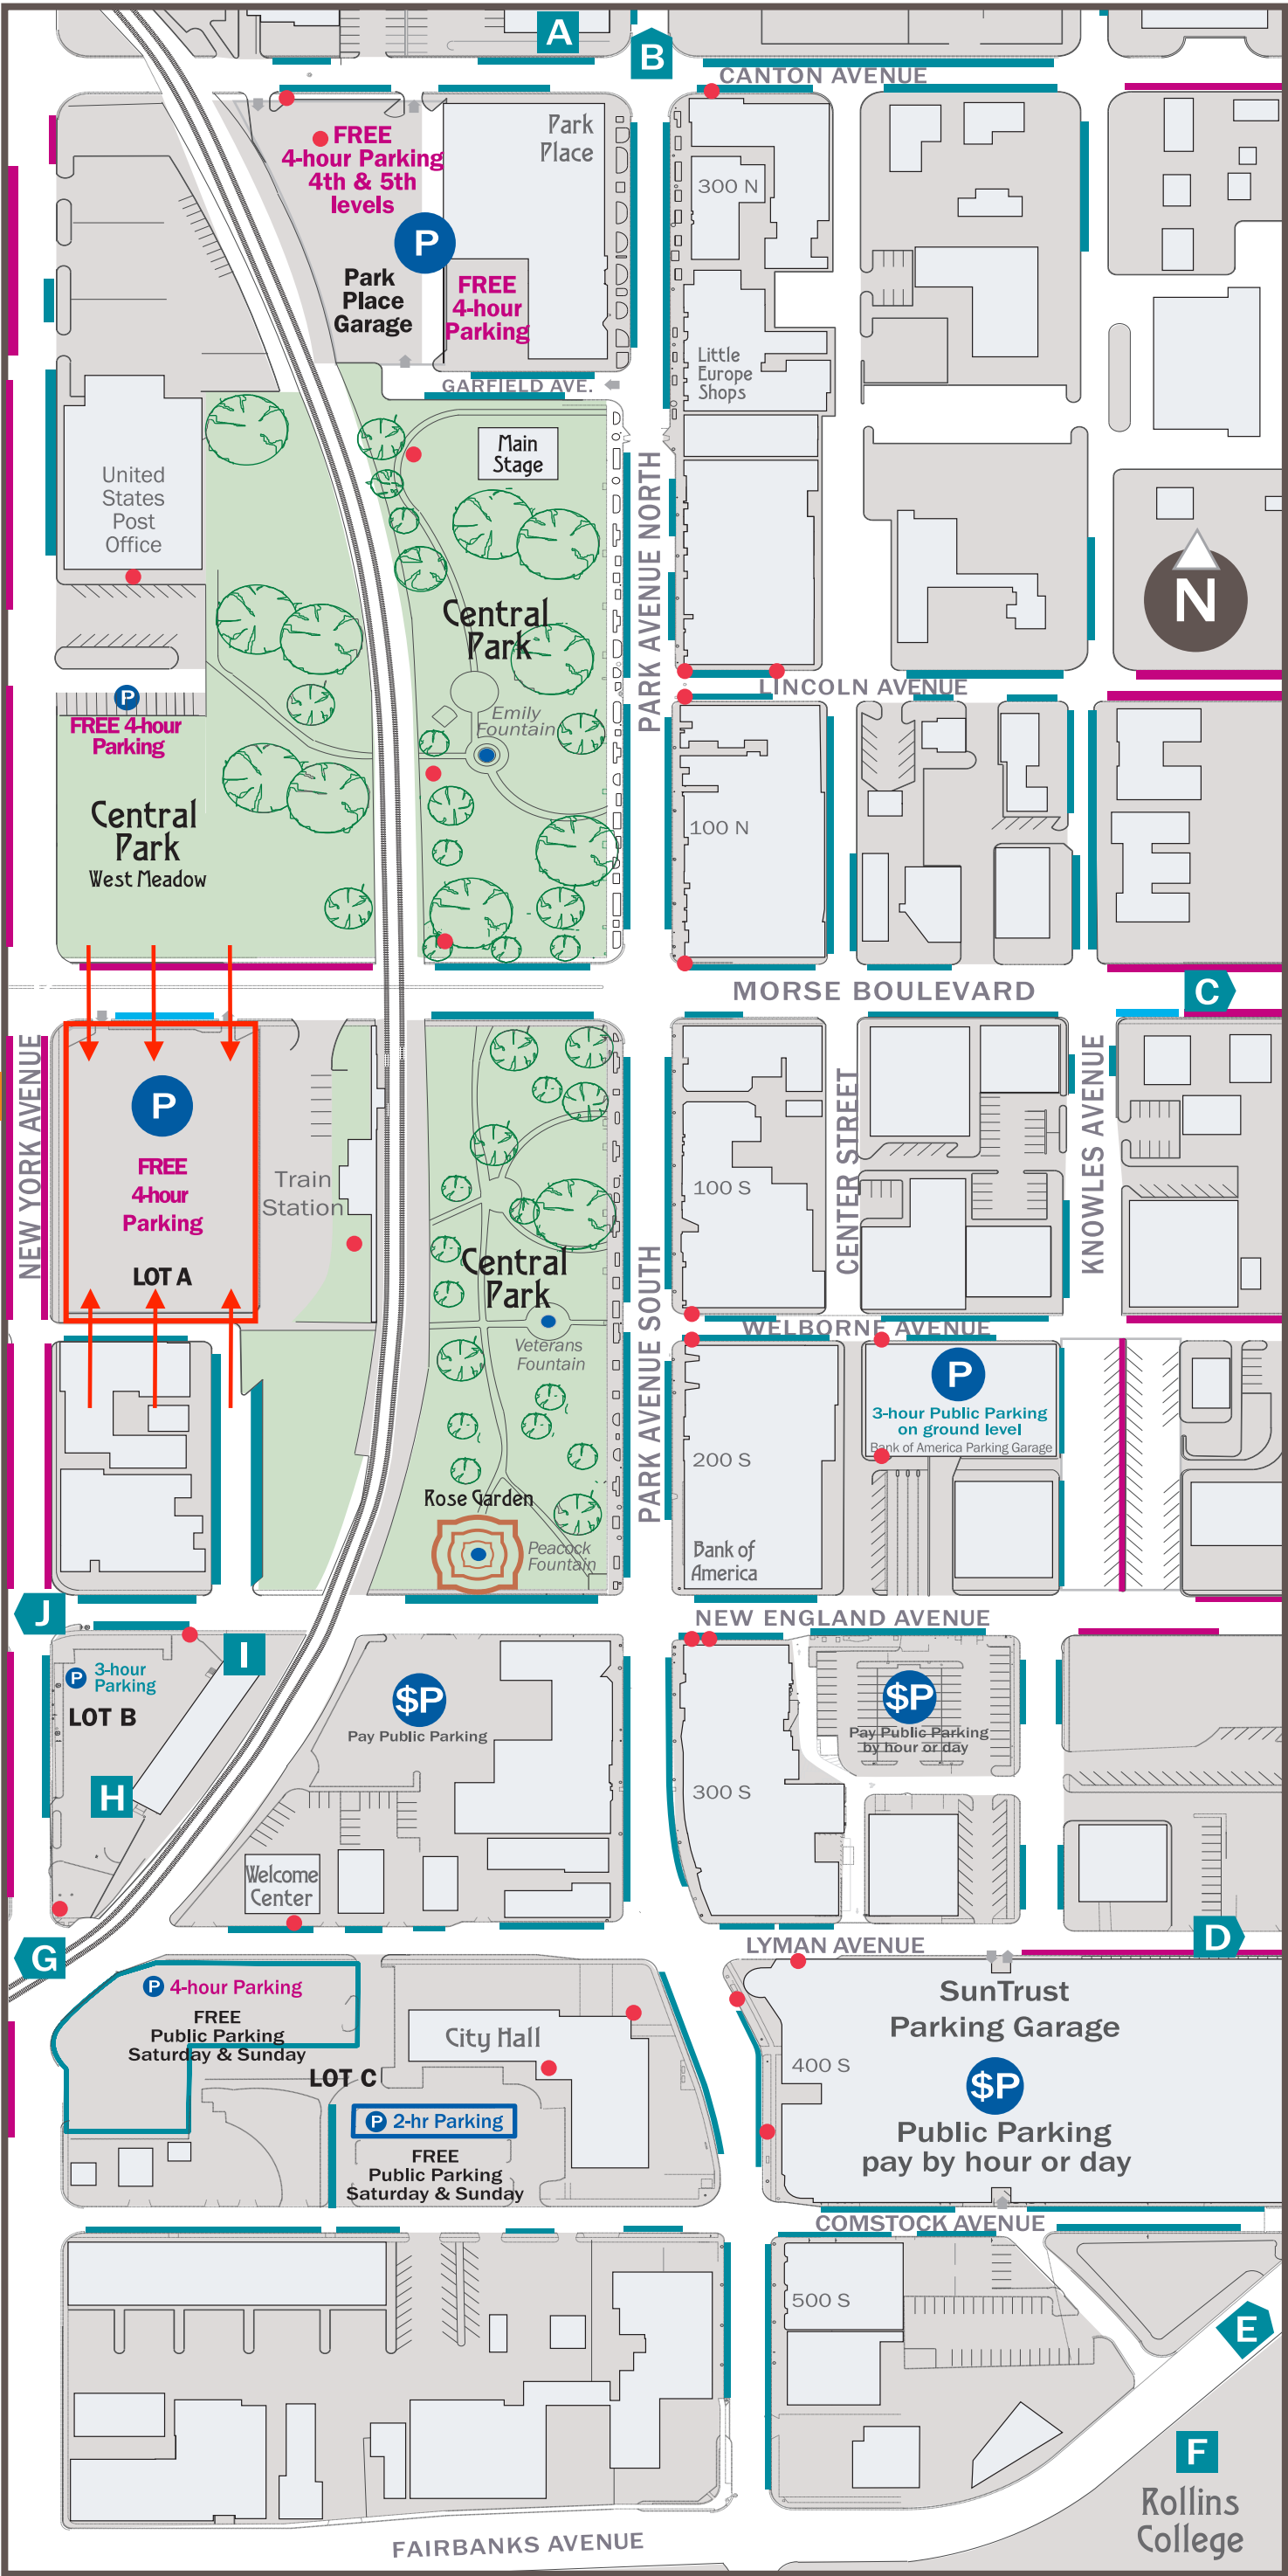 A
B
CANTON AVENUE
FREE
4-hour Parking
4th & 5th
levels
Park
Place
P
300 N
Park
Place
Garage
FREE
4-hour
Parking
Little
Europe
Shops
GARFIELD AVE.
Main
Stage
United
States
Post
Office
PARK AVENUE NORTH
N
Central
Park
LINCOLN AVENUE
P
FREE 4-hour
Parking
Emily
Fountain
Central
Park
West Meadow
100 N
MORSE BOULEVARD
C
NEW YORK AVENUE
P
FREE
4-hour
Parking
LOT A
Train
Station
100 S
CENTER STREET
KNOWLES AVENUE
Central
Park
PARK AVENUE SOUTH
WELBORNE AVENUE
Veterans
Fountain
P
3-hour Public Parking
on ground level
Bank of America Parking Garage
200 S
Rose Garden
Peacock
Fountain
Bank of
America
J
NEW ENGLAND AVENUE
I
P
3-hour
Parking
LOT B
$P
Pay Public Parking
$P
Pay Public Parking
by hour or day
H
300 S
Welcome
Center
G
LYMAN AVENUE
D
P 4-hour Parking
FREE
Public Parking
Saturday & Sunday
City Hall
LOT C
P 2-hr Parking
FREE
Public Parking
Saturday & Sunday
SunTrust
Parking Garage
400 S
$P
Public Parking
pay by hour or day
COMSTOCK AVENUE
500 S
E
F
Rollins
College
FAIRBANKS AVENUE